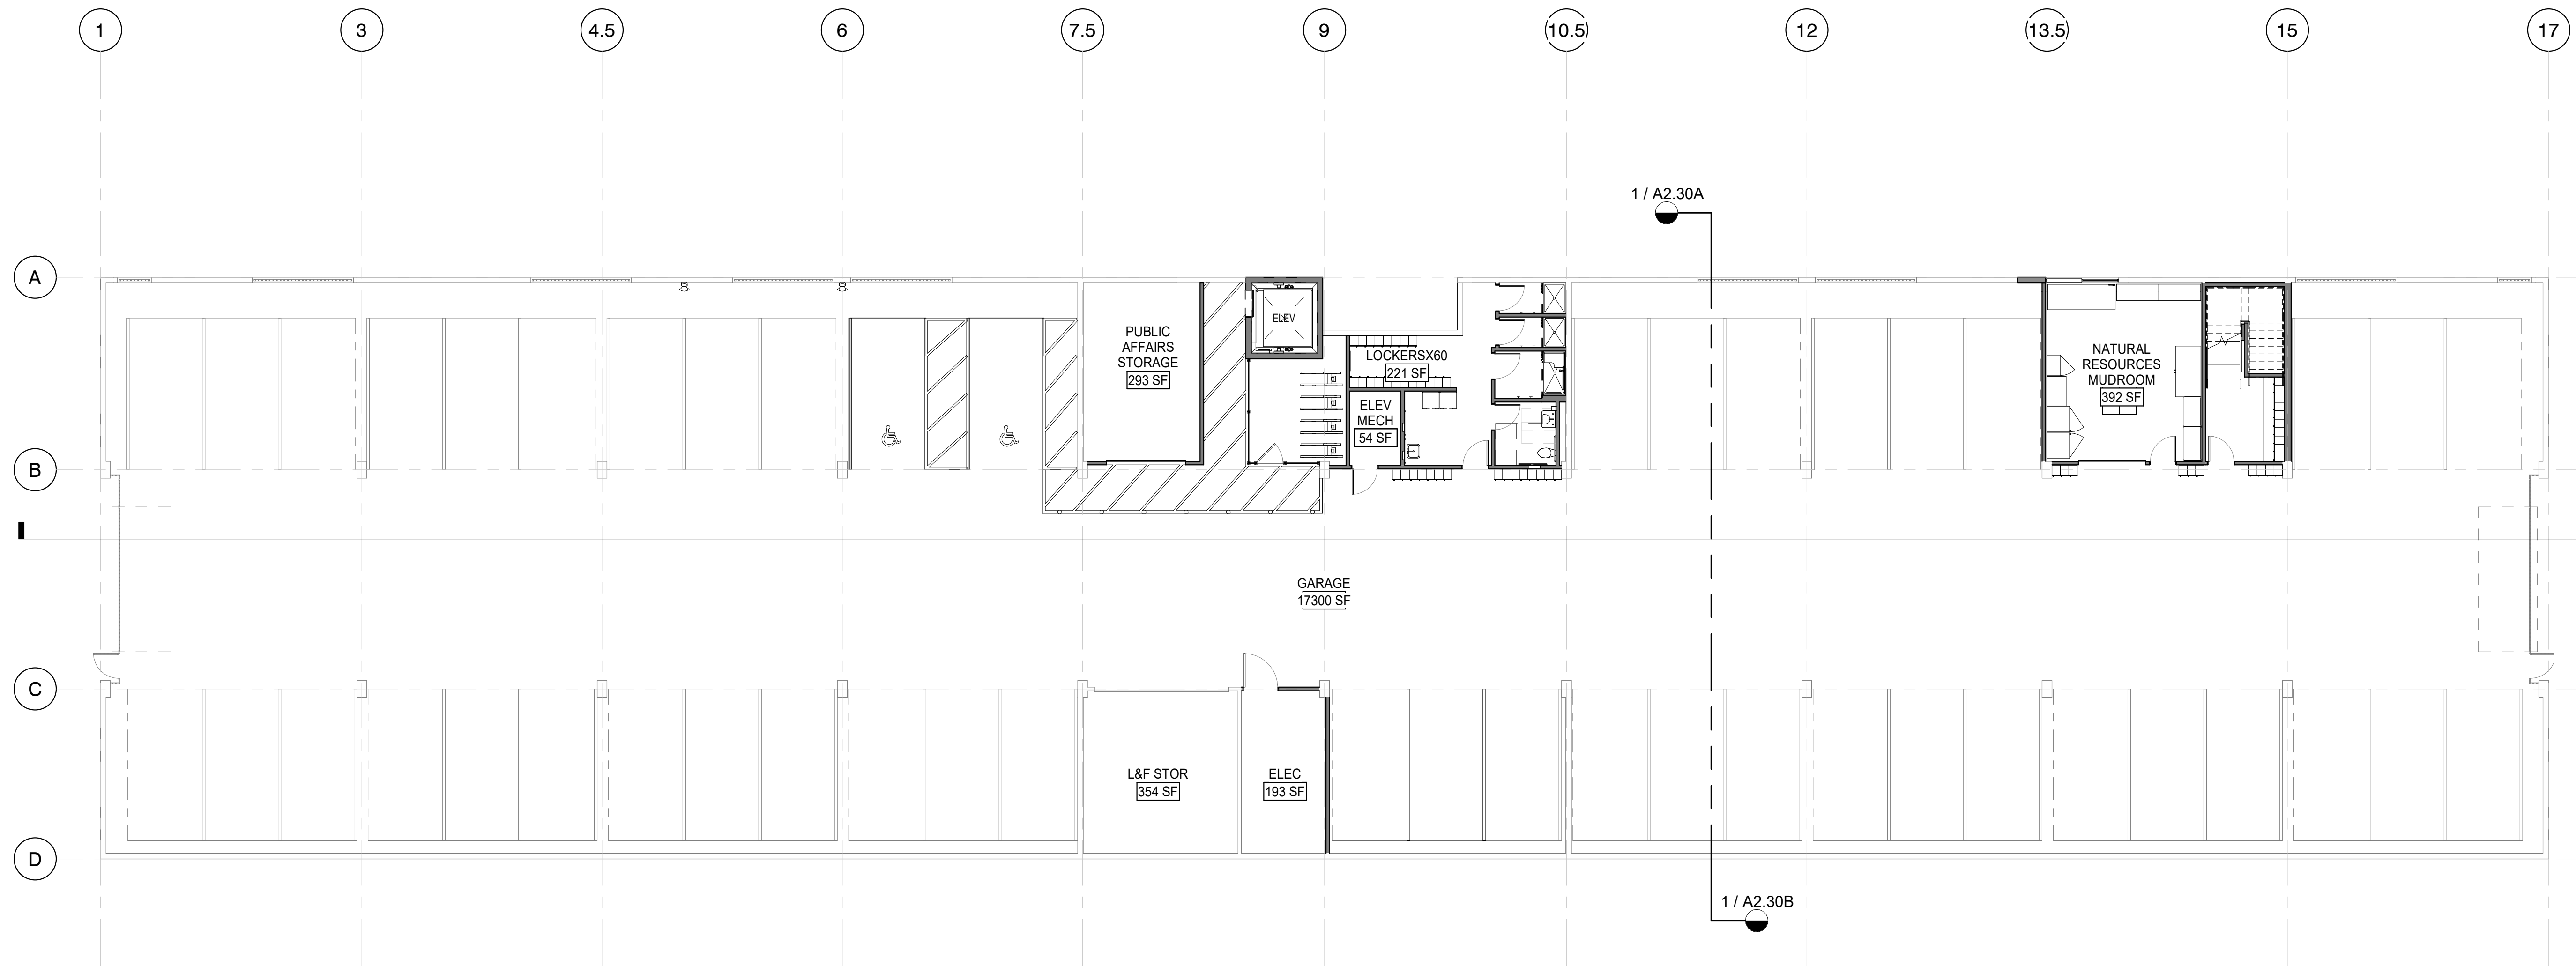 1
3
4.5
6
7.5
9
10.5
12
13.5
15
17
1 / A2.30A
A
ELEV
PUBLIC
AFFAIRS
STORAGE
293 SF
LOCKERSX60
221 SF
NATURAL
RESOURCES
MUDROOM
392 SF
ELEV
MECH
54 SF
B
GARAGE
17300 SF
C
L&F STOR
354 SF
ELEC
193 SF
D
1 / A2.30B